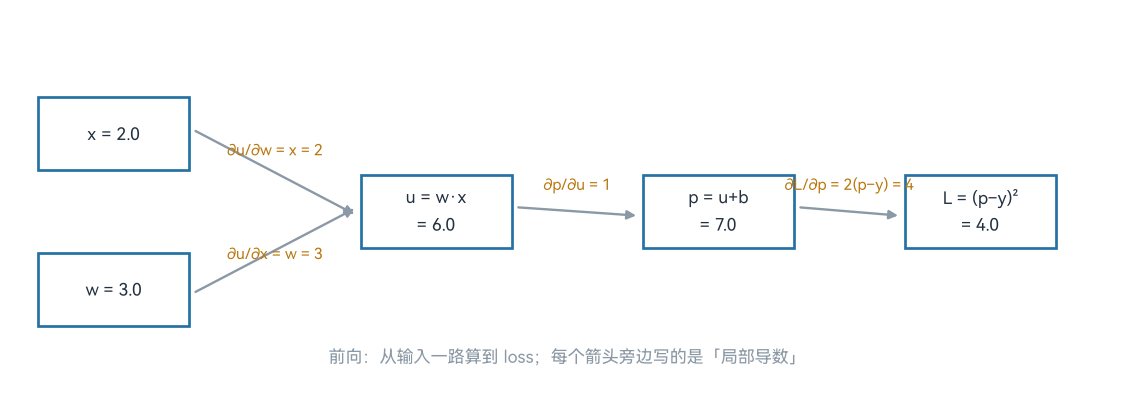 x = 2.0
∂u/∂w = x = 2
∂u/∂x = w = 3
w = 3.0
u = w·x
= 6.0
∂p/∂u = 1
p = u+b
= 7.0
∂L/∂p = 2(p−y) = 4
L = (p−y)²
= 4.0
前向：从输入一路算到 loss；每个箭头旁边写的是「局部导数」